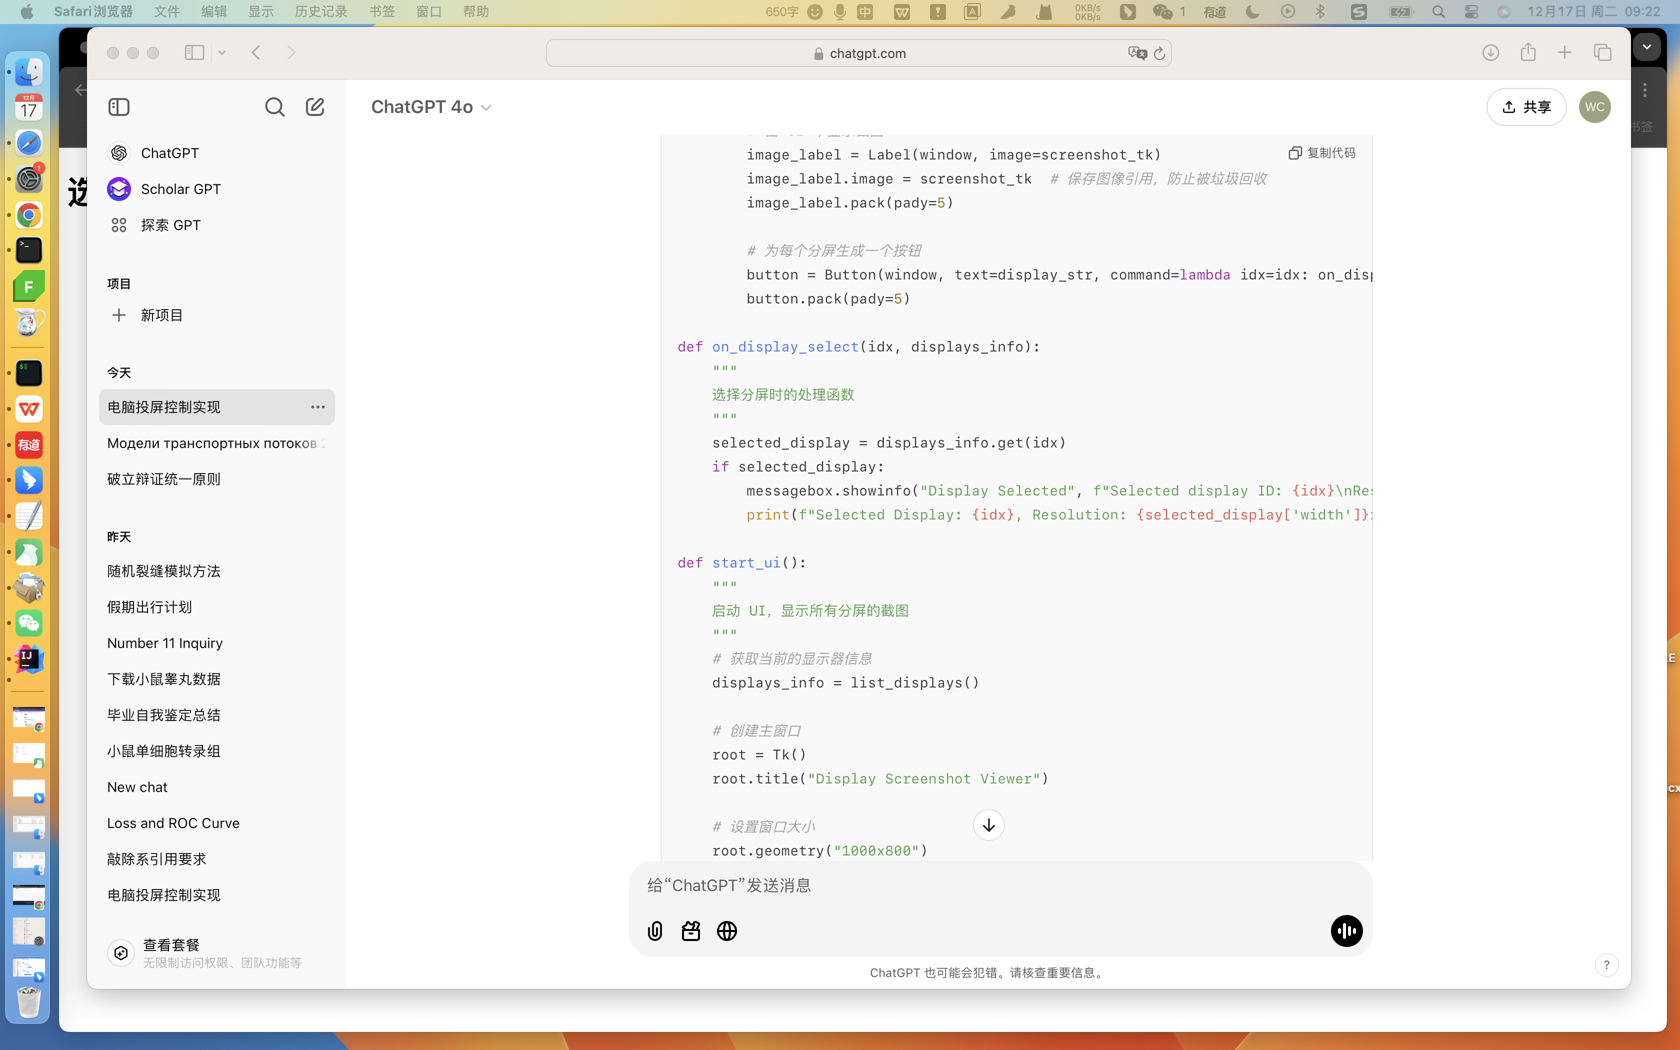 Safari浏览器 文件 编辑 显示 历史记录 书签 窗口 帮助
650字 中 0KB/s 0KB/s 1 有道 12月17日 周二 09:22
chatgpt.com
12月
17
ChatGPT 4o
共享
WC
书签
ChatGPT
Scholar GPT
探索 GPT
项目
新项目
今天
电脑投屏控制实现
Модели транспортных потоков
破立辩证统一原则
昨天
随机裂缝模拟方法
假期出行计划
Number 11 Inquiry
下载小鼠睾丸数据
毕业自我鉴定总结
小鼠单细胞转录组
New chat
Loss and ROC Curve
敲除系引用要求
电脑投屏控制实现
查看套餐
无限制访问权限、团队功能等
复制代码
image_label = Label(window, image=screenshot_tk)
image_label.image = screenshot_tk # 保存图像引用，防止被垃圾回收
image_label.pack(pady=5)
# 为每个分屏生成一个按钮
button = Button(window, text=display_str, command=lambda idx=idx: on_disp
button.pack(pady=5)
def on_display_select(idx, displays_info):
"""
选择分屏时的处理函数
"""
selected_display = displays_info.get(idx)
if selected_display:
messagebox.showinfo("Display Selected", f"Selected display ID: {idx}\nRes
print(f"Selected Display: {idx}, Resolution: {selected_display['width']}
def start_ui():
"""
启动 UI，显示所有分屏的截图
"""
# 获取当前的显示器信息
displays_info = list_displays()
# 创建主窗口
root = Tk()
root.title("Display Screenshot Viewer")
# 设置窗口大小
root.geometry("1000x800")
给“ChatGPT”发送消息
ChatGPT 也可能会犯错。请核查重要信息。
?
有道
IJ
F